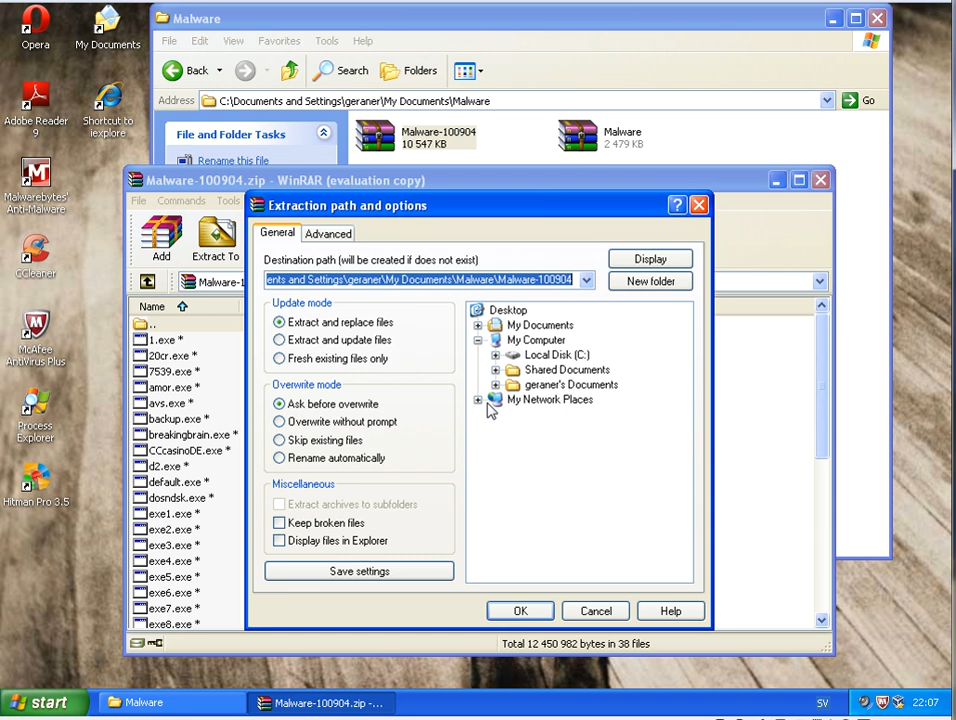 Opera
My Documents
Adobe Reader
9
Shortcut to
iexplore
Malwarebytes'
Anti-Malware
CCleaner
McAfee
AntiVirus Plus
Process
Explorer
Hitman Pro 3.5
Malware
File Edit View Favorites Tools Help
Back Search Folders
Address C:\Documents and Settings\geraner\My Documents\Malware Go
File and Folder Tasks
Rename this file
Malware-100904
10 547 KB
Malware
2 479 KB
Malware-100904.zip - WinRAR (evaluation copy)
File Commands Tools
Add Extract To
Malware-1
Name
..
1.exe *
20cr.exe *
7539.exe *
amor.exe *
avs.exe *
backup.exe *
breakingbrain.exe *
CCcasinoDE.exe *
d2.exe *
default.exe *
dosndsk.exe *
exe1.exe *
exe2.exe *
exe3.exe *
exe4.exe *
exe5.exe *
exe6.exe *
exe7.exe *
exe8.exe *
Total 12 450 982 bytes in 38 files
Extraction path and options
General Advanced
Destination path (will be created if does not exist)
ents and Settings\geraner\My Documents\Malware\Malware-100904
Display
New folder
Update mode
Extract and replace files
Extract and update files
Fresh existing files only
Overwrite mode
Ask before overwrite
Overwrite without prompt
Skip existing files
Rename automatically
Miscellaneous
Extract archives to subfolders
Keep broken files
Display files in Explorer
Save settings
Desktop
My Documents
My Computer
Local Disk (C:)
Shared Documents
geraner's Documents
My Network Places
OK Cancel Help
start Malware Malware-100904.zip -... SV 22:07